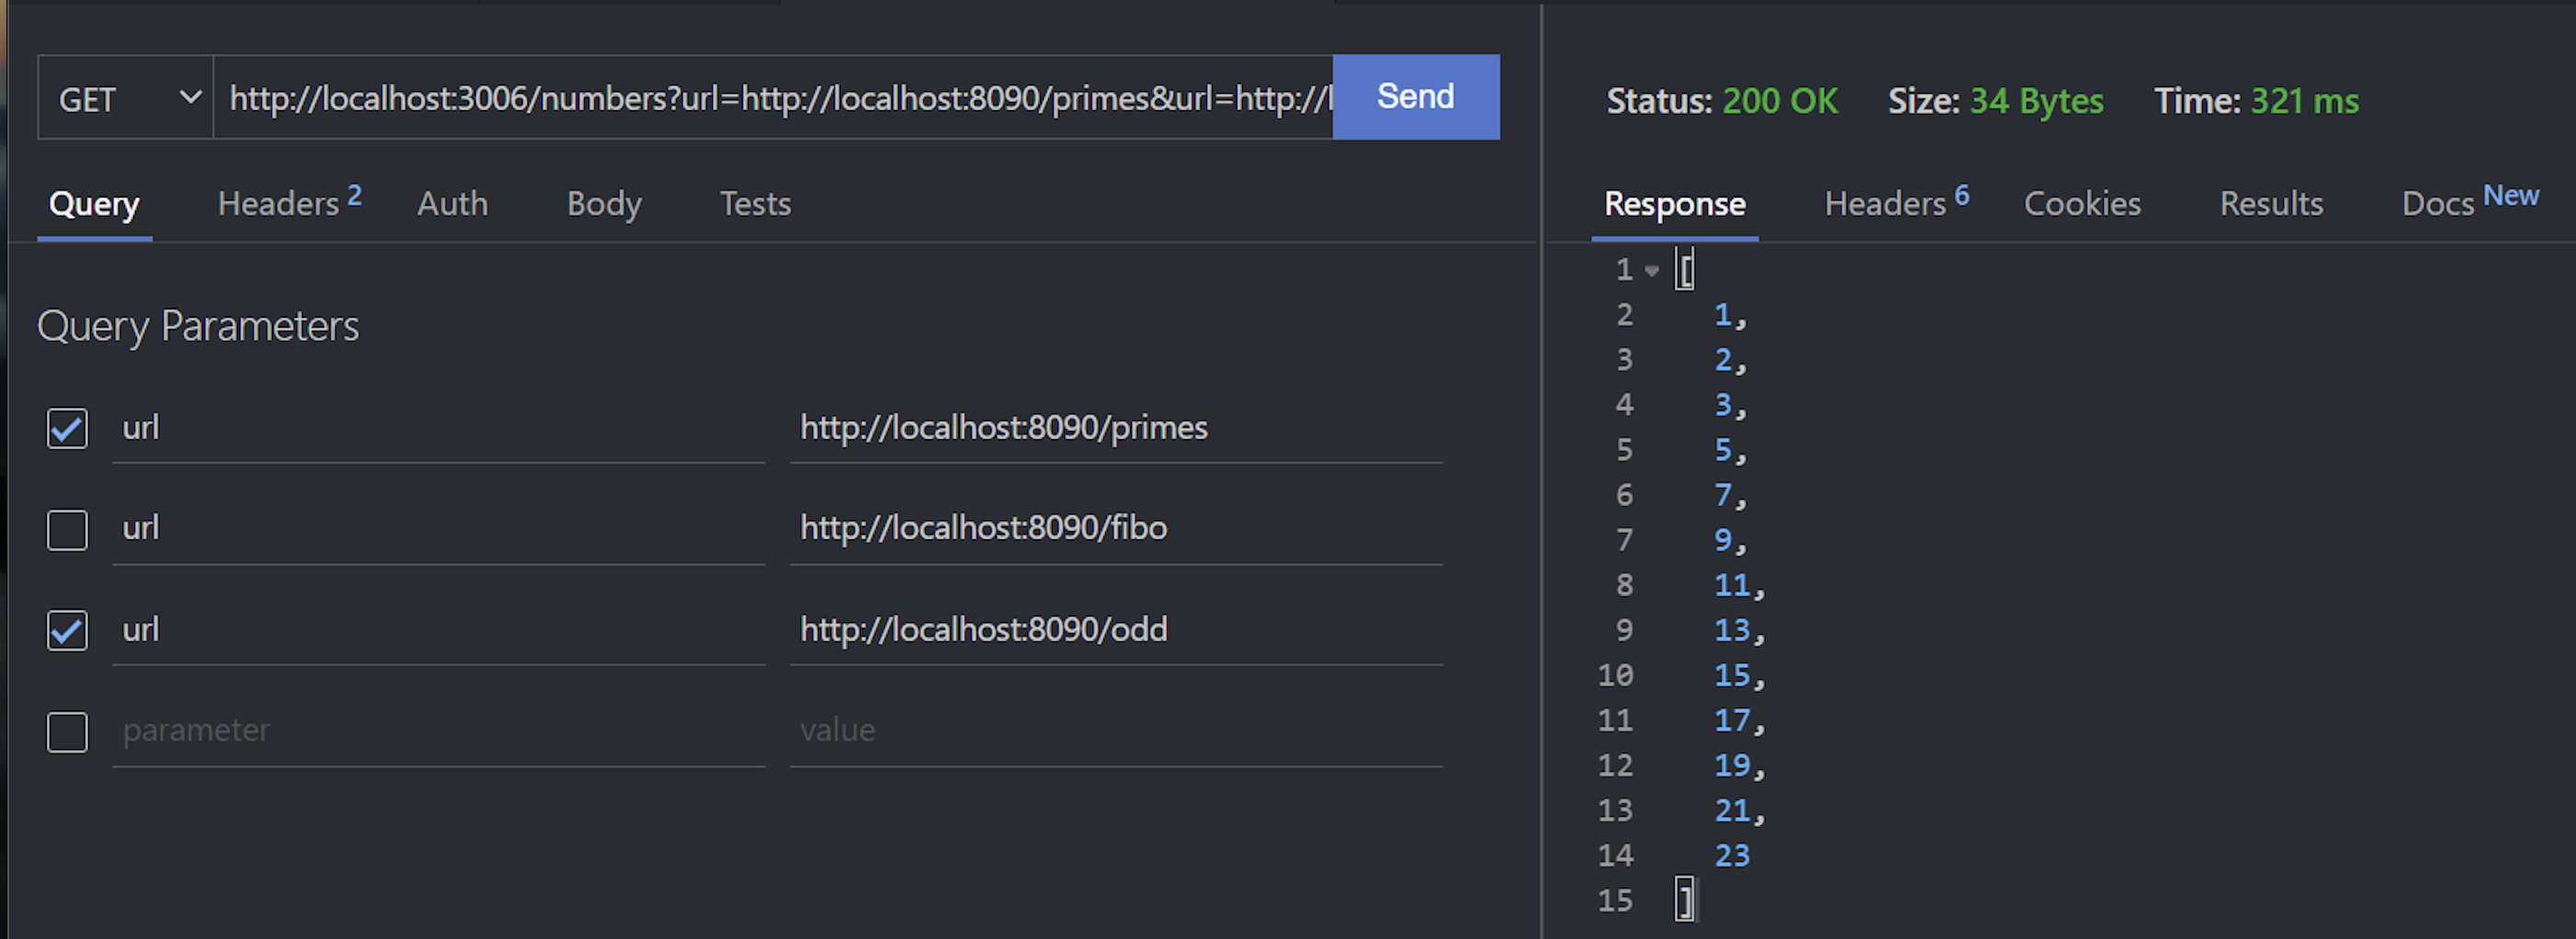 GET
http://localhost:3006/numbers?url=http://localhost:8090/primes&url=http://l
Send
Query Headers 2 Auth Body Tests
Query Parameters
url http://localhost:8090/primes
url http://localhost:8090/fibo
url http://localhost:8090/odd
parameter value
Status: 200 OK Size: 34 Bytes Time: 321 ms
Response Headers 6 Cookies Results Docs New
1 [
2 1,
3 2,
4 3,
5 5,
6 7,
7 9,
8 11,
9 13,
10 15,
11 17,
12 19,
13 21,
14 23
15 ]